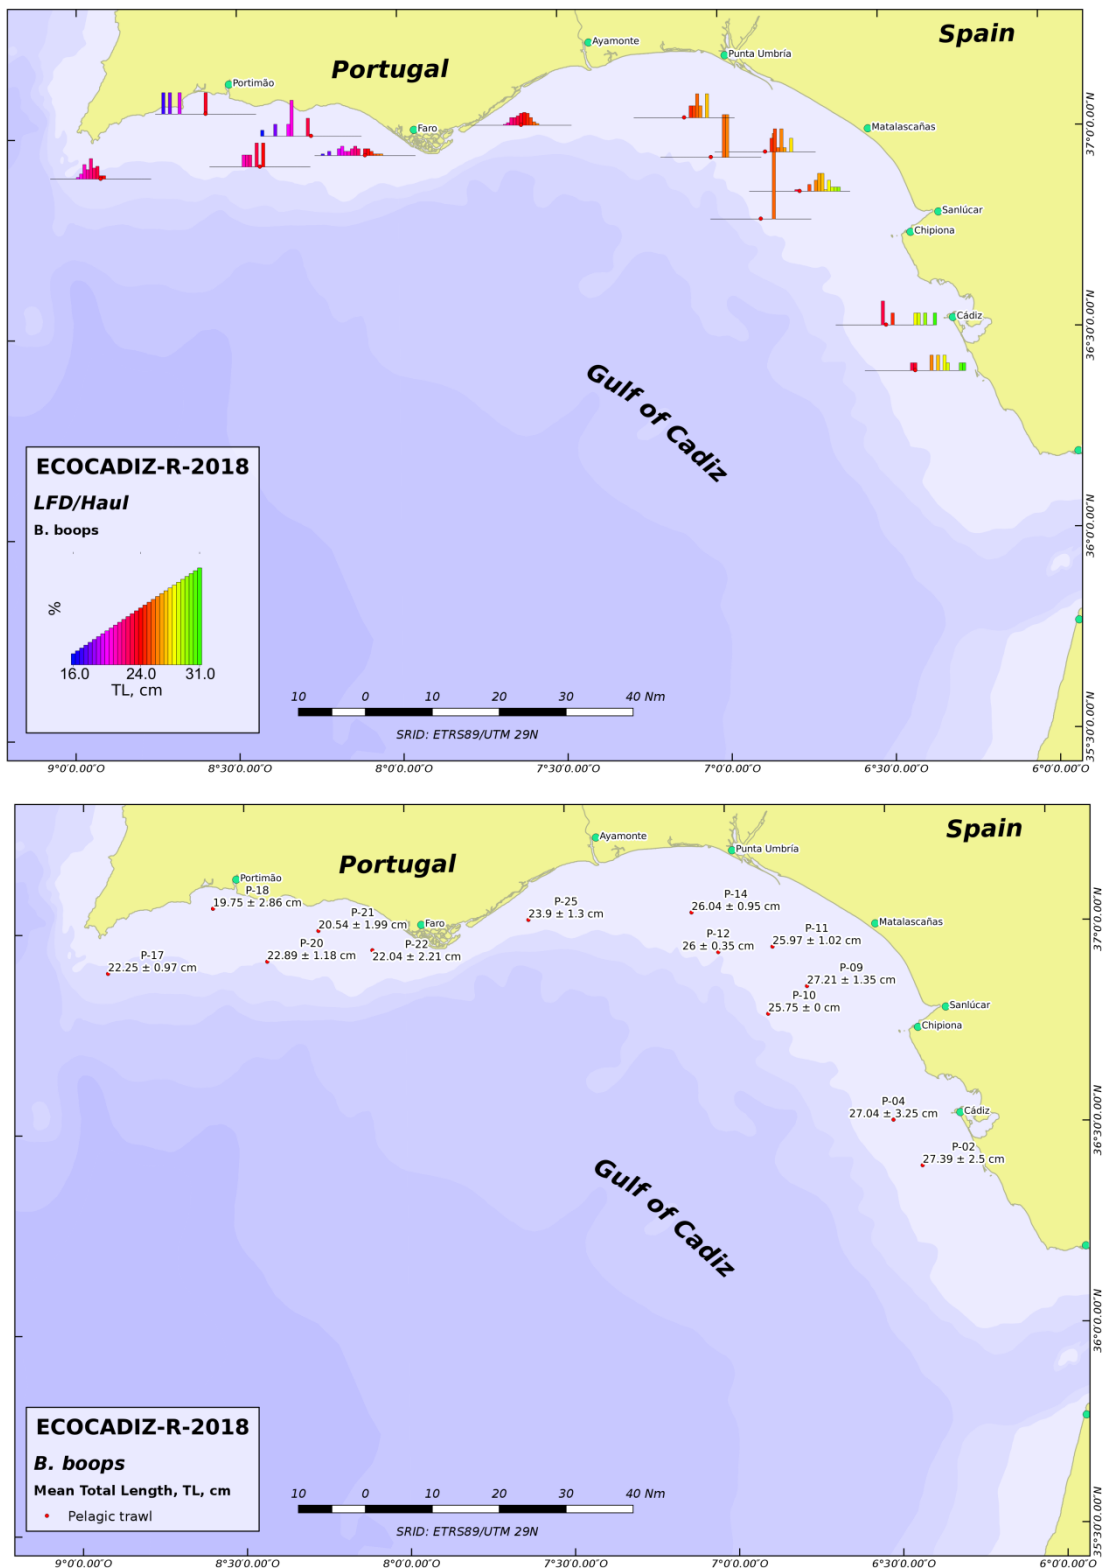 Spain
Ayamonte
Punta Umbría
Portugal
Portimão
Faro
Matalascañas
37°0'0.00"N
Sanlúcar
Chipiona
Cádiz
36°30'0.00"N
Gulf of Cadiz
ECOCADIZ-R-2018
LFD/Haul
B. boops
36°0'0.00"N
%
16.0 24.0 31.0
TL, cm
10 0 10 20 30 40 Nm
SRID: ETRS89/UTM 29N
35°30'0.00"N
9°0'0.00"O 8°30'0.00"O 8°0'0.00"O 7°30'0.00"O 7°0'0.00"O 6°30'0.00"O 6°0'0.00"O
Spain
Ayamonte
Punta Umbría
Portugal
Portimão
P-18
19.75 ± 2.86 cm
P-14
26.04 ± 0.95 cm
P-25
23.9 ± 1.3 cm
P-21
20.54 ± 1.99 cm
Faro
Matalascañas
37°0'0.00"N
P-11
25.97 ± 1.02 cm
P-12
26 ± 0.35 cm
P-20
22.89 ± 1.18 cm
P-22
22.04 ± 2.21 cm
P-17
22.25 ± 0.97 cm
P-09
27.21 ± 1.35 cm
P-10
25.75 ± 0 cm
Sanlúcar
Chipiona
P-04
27.04 ± 3.25 cm
Cádiz
36°30'0.00"N
P-02
27.39 ± 2.5 cm
Gulf of Cadiz
36°0'0.00"N
ECOCADIZ-R-2018
B. boops
Mean Total Length, TL, cm
Pelagic trawl
10 0 10 20 30 40 Nm
SRID: ETRS89/UTM 29N
35°30'0.00"N
9°0'0.00"O 8°30'0.00"O 8°0'0.00"O 7°30'0.00"O 7°0'0.00"O 6°30'0.00"O 6°0'0.00"O